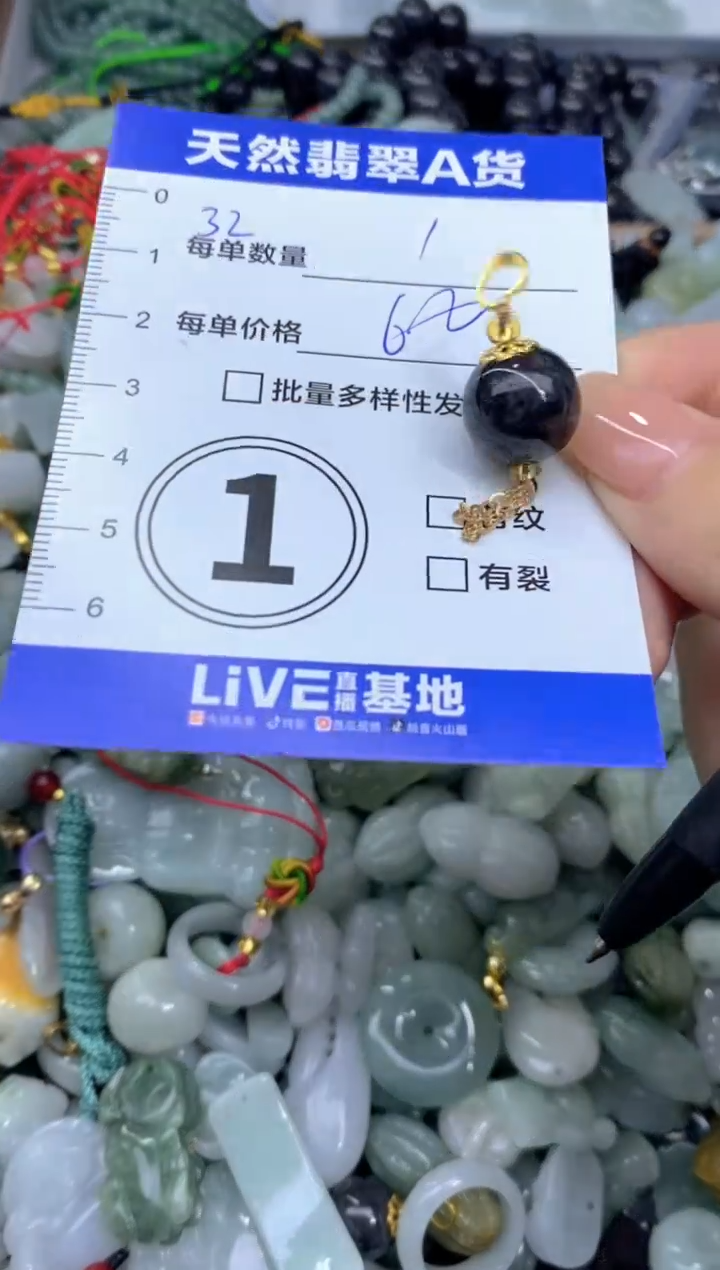 天然翡翠A货
0
32
1 每单数量 1
2 每单价格
3 批量多样性发
4
1
5 纹
有裂
6
LiVE直播基地